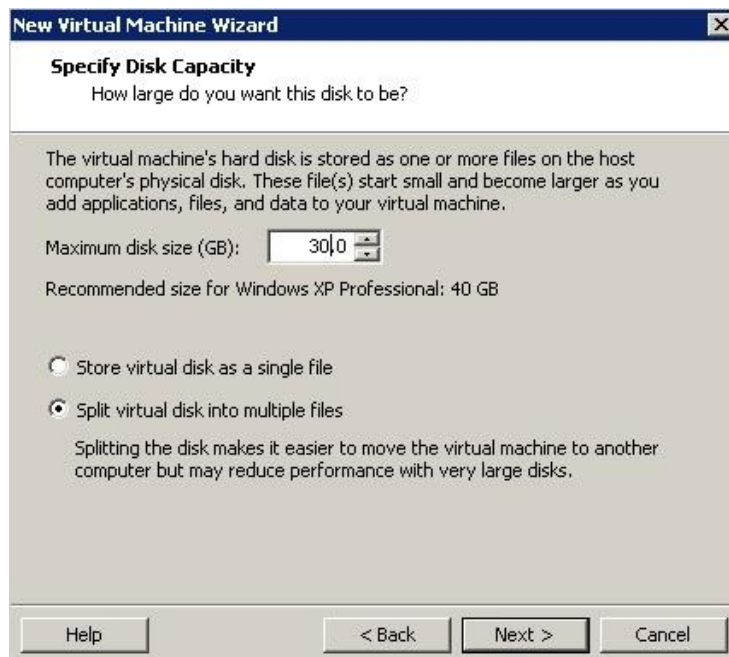 New Virtual Machine Wizard
Specify Disk Capacity
How large do you want this disk to be?
The virtual machine's hard disk is stored as one or more files on the host
computer's physical disk. These file(s) start small and become larger as you
add applications, files, and data to your virtual machine.
Maximum disk size (GB): 30.0
Recommended size for Windows XP Professional: 40 GB
Store virtual disk as a single file
Split virtual disk into multiple files
Splitting the disk makes it easier to move the virtual machine to another
computer but may reduce performance with very large disks.
Help < Back Next > Cancel